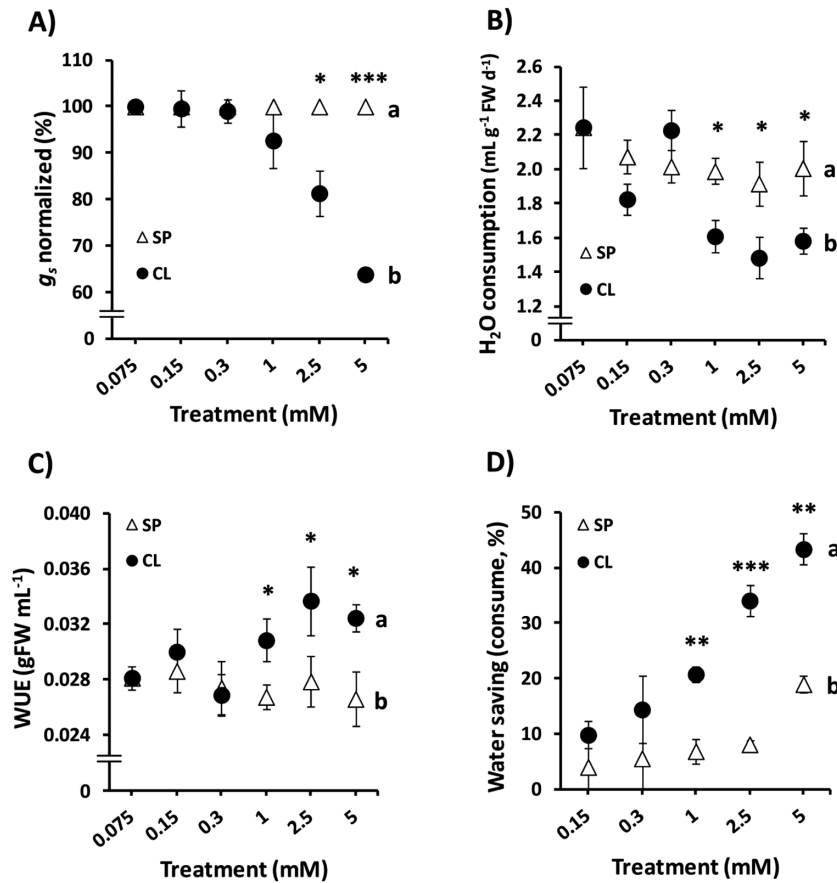 A)
110
*
***
100
a
90
80
70
△ SP
● CL
b
60
0
gs normalized (%)
0.075
0.15
0.3
1
2.5
5
Treatment (mM)
B)
2.6
2.4
2.2
*
*
*
2.0
a
1.8
1.6
△ SP
b
1.4
● CL
1.2
0
H₂O consumption (mL g⁻¹ FW d⁻¹)
0.075
0.15
0.3
1
2.5
5
Treatment (mM)
C)
0.040
△ SP
● CL
0.036
*
*
*
0.032
a
0.028
b
0.024
0
WUE (gFW mL⁻¹)
0.075
0.15
0.3
1
2.5
5
Treatment (mM)
D)
50
△ SP
**
● CL
a
40
***
30
**
20
b
10
0
Water saving (consume, %)
0.15
0.3
1
2.5
5
Treatment (mM)